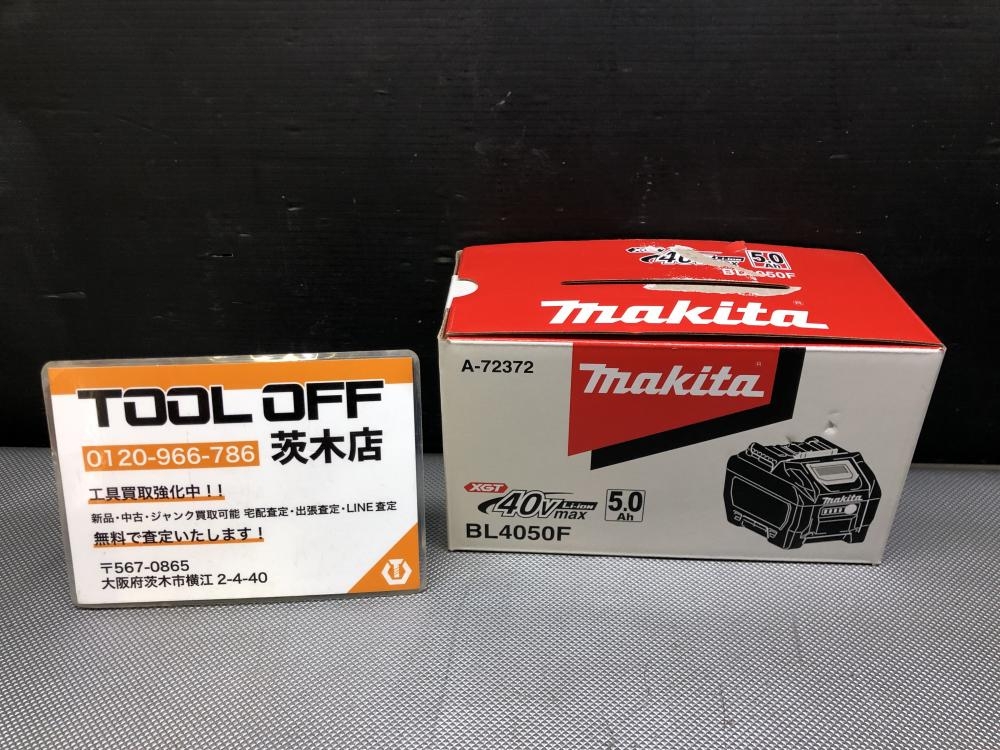 TOOL OFF
0120-966-786 茨木店
工具買取強化中!!
新品・中古・ジャンク買取可能 宅配査定・出張査定・LINE査定
無料で査定いたします!
〒567-0865
大阪府茨木市横江 2-4-40
40v 5.0
Ah
BL4050F
makita
A-72372
makita
XGT
40v Li-ion max 5.0 Ah
BL4050F
makita